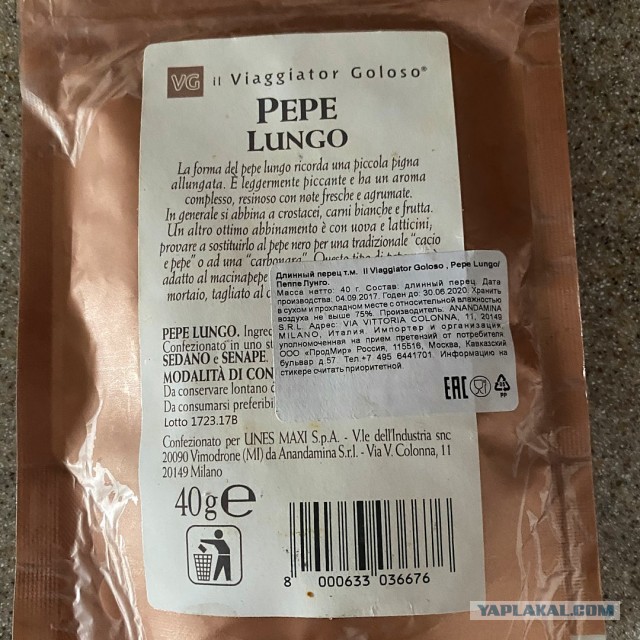 VG il Viaggiator Goloso®
PEPE
LUNGO
La forma del pepe lungo ricorda una piccola pigna
allungata. È leggermente piccante e ha un aroma
complesso, resinoso con note fresche e agrumate.
In generale si abbina a crostacei, carni bianche e frutta.
Un altro ottimo abbinamento è con uova e latticini,
provare a sostituirlo al pepe nero per una tradizionale "cacio
e pepe" o ad una "carbonara". Questo tipo di
adatto al macinapepe
mortaio, tagliato al c
PEPE LUNGO. Ingred
Confezionato in uno st
SEDANO e SENAPE.
MODALITÀ DI CON
Da conservare lontano d
Da consumarsi preferib
Lotto 1723.17B
Длинный перец т.м. Il Viaggiator Goloso , Pepe Lungo/
Пеппе Лунго.
Масса нетто: 40 г. Состав: длинный перец. Дата
производства: 04.09.2017. Годен до: 30.06.2020. Хранить
в сухом и прохладном месте с относительной влажностью
воздуха не выше 75%. Производитель: ANANDAMINA
S.R.L. Адрес: VIA VITTORIA COLONNA, 11, 20149
MILANO, Италия. Импортер и организация,
уполномоченная на прием претензий от потребителя:
ООО «ПродМир» Россия, 115516, Москва, Кавказский
бульвар д.57. Тел.+7 495 6441701. Информацию на
стикере считать приоритетной.
EAC
PP
Confezionato per UNES MAXI S.p.A. - V.le dell'Industria snc
20090 Vimodrone (MI) da Anandamina S.r.l. - Via V. Colonna, 11
20149 Milano
40g e
8 000633 036676
YAPLAKAL.COM